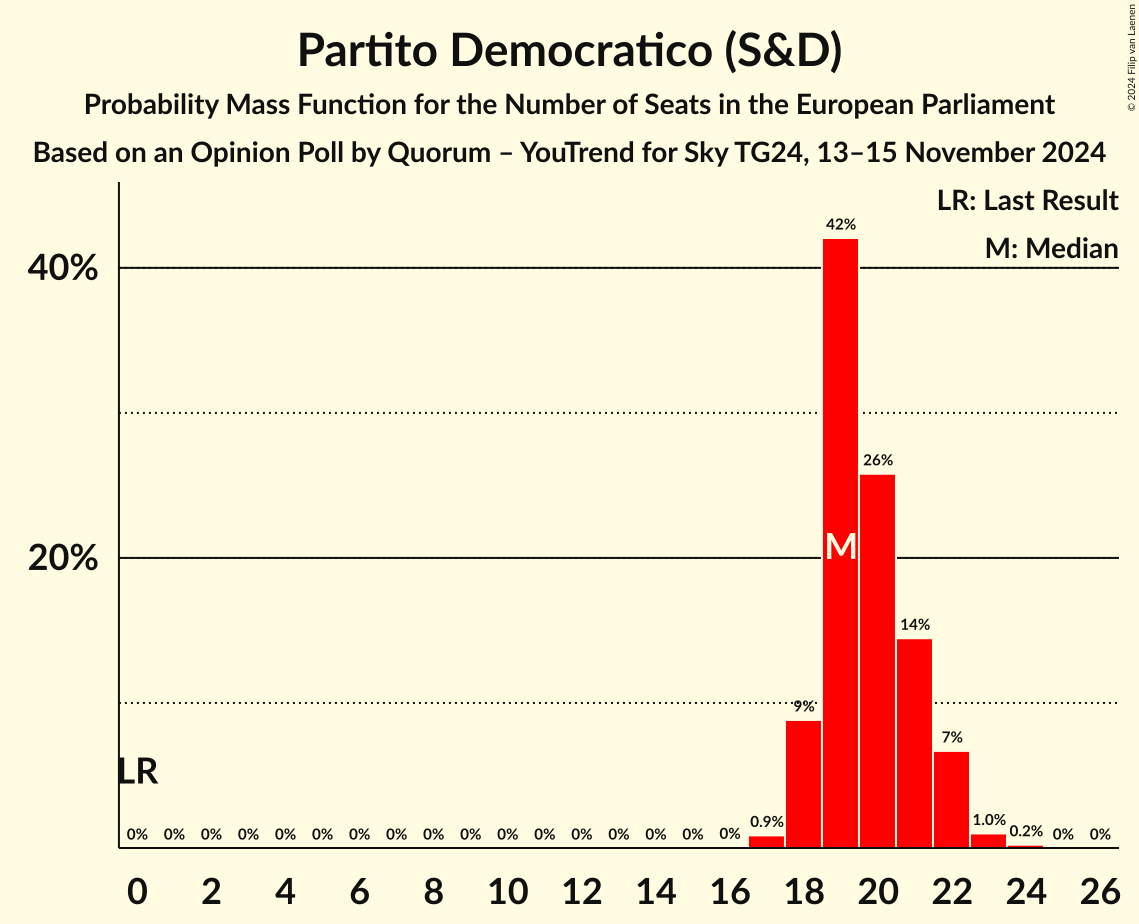 Partito Democratico (S&D)
Probability Mass Function for the Number of Seats in the European Parliament
Based on an Opinion Poll by Quorum – YouTrend for Sky TG24, 13–15 November 2024
© 2024 Filip van Laenen
LR: Last Result
M: Median
42%
40%
26%
M
20%
14%
9%
7%
LR
0% 0% 0% 0% 0% 0% 0% 0% 0% 0% 0% 0% 0% 0% 0% 0% 0% 0.9% 1.0% 0.2% 0% 0%
0 2 4 6 8 10 12 14 16 18 20 22 24 26